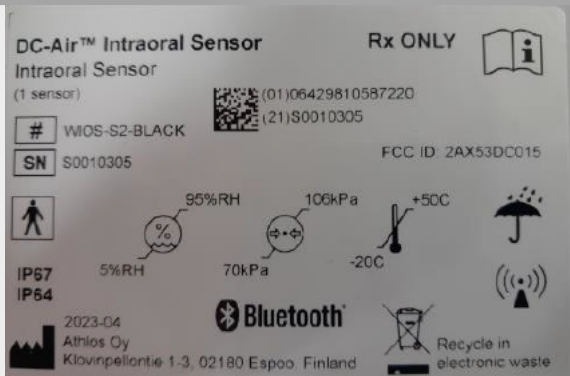 DC-Air™ Intraoral Sensor
Rx ONLY
Intraoral Sensor
(1 sensor)
(01)06429810587220
(21)S0010305
# WIOS-S2-BLACK
SN S0010305
FCC ID: 2AX53DC015
95%RH
5%RH
106kPa
70kPa
+50C
-20C
IP67
IP64
Bluetooth
2023-04
Athlos Oy
Klovinpellontie 1-3, 02180 Espoo, Finland
Recycle in
electronic waste